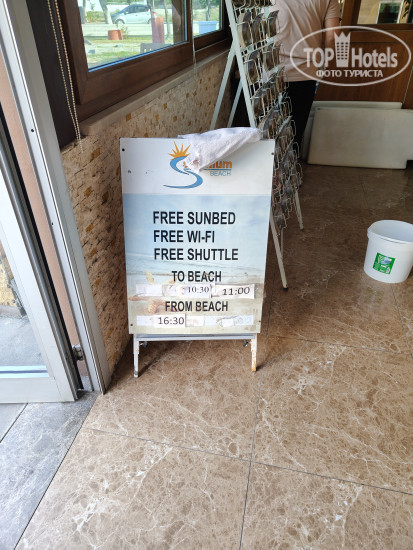 TOP Hotels
ФОТО ТУРИСТА
BEACH
FREE SUNBED
FREE WI-FI
FREE SHUTTLE
TO BEACH
10:30 11:00
FROM BEACH
16:30